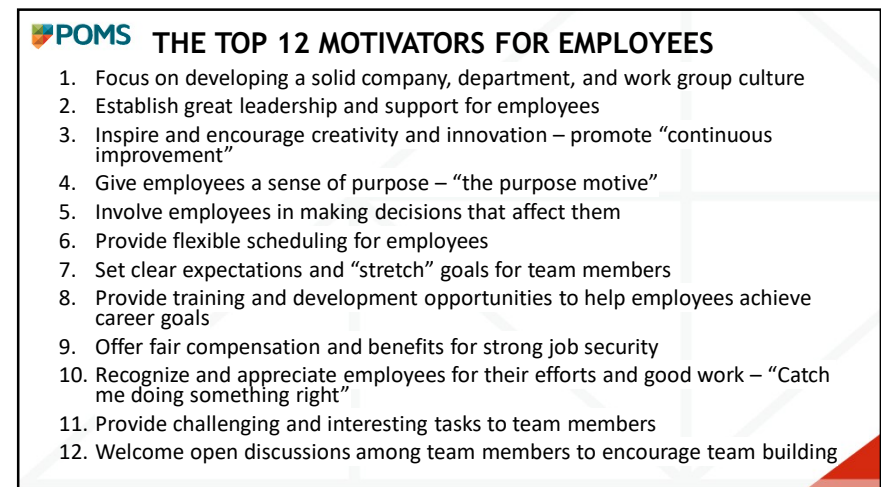 POMS
THE TOP 12 MOTIVATORS FOR EMPLOYEES
1. Focus on developing a solid company, department, and work group culture
2. Establish great leadership and support for employees
3. Inspire and encourage creativity and innovation – promote “continuous
improvement”
4. Give employees a sense of purpose – “the purpose motive”
5. Involve employees in making decisions that affect them
6. Provide flexible scheduling for employees
7. Set clear expectations and “stretch” goals for team members
8. Provide training and development opportunities to help employees achieve
career goals
9. Offer fair compensation and benefits for strong job security
10. Recognize and appreciate employees for their efforts and good work – “Catch
me doing something right”
11. Provide challenging and interesting tasks to team members
12. Welcome open discussions among team members to encourage team building